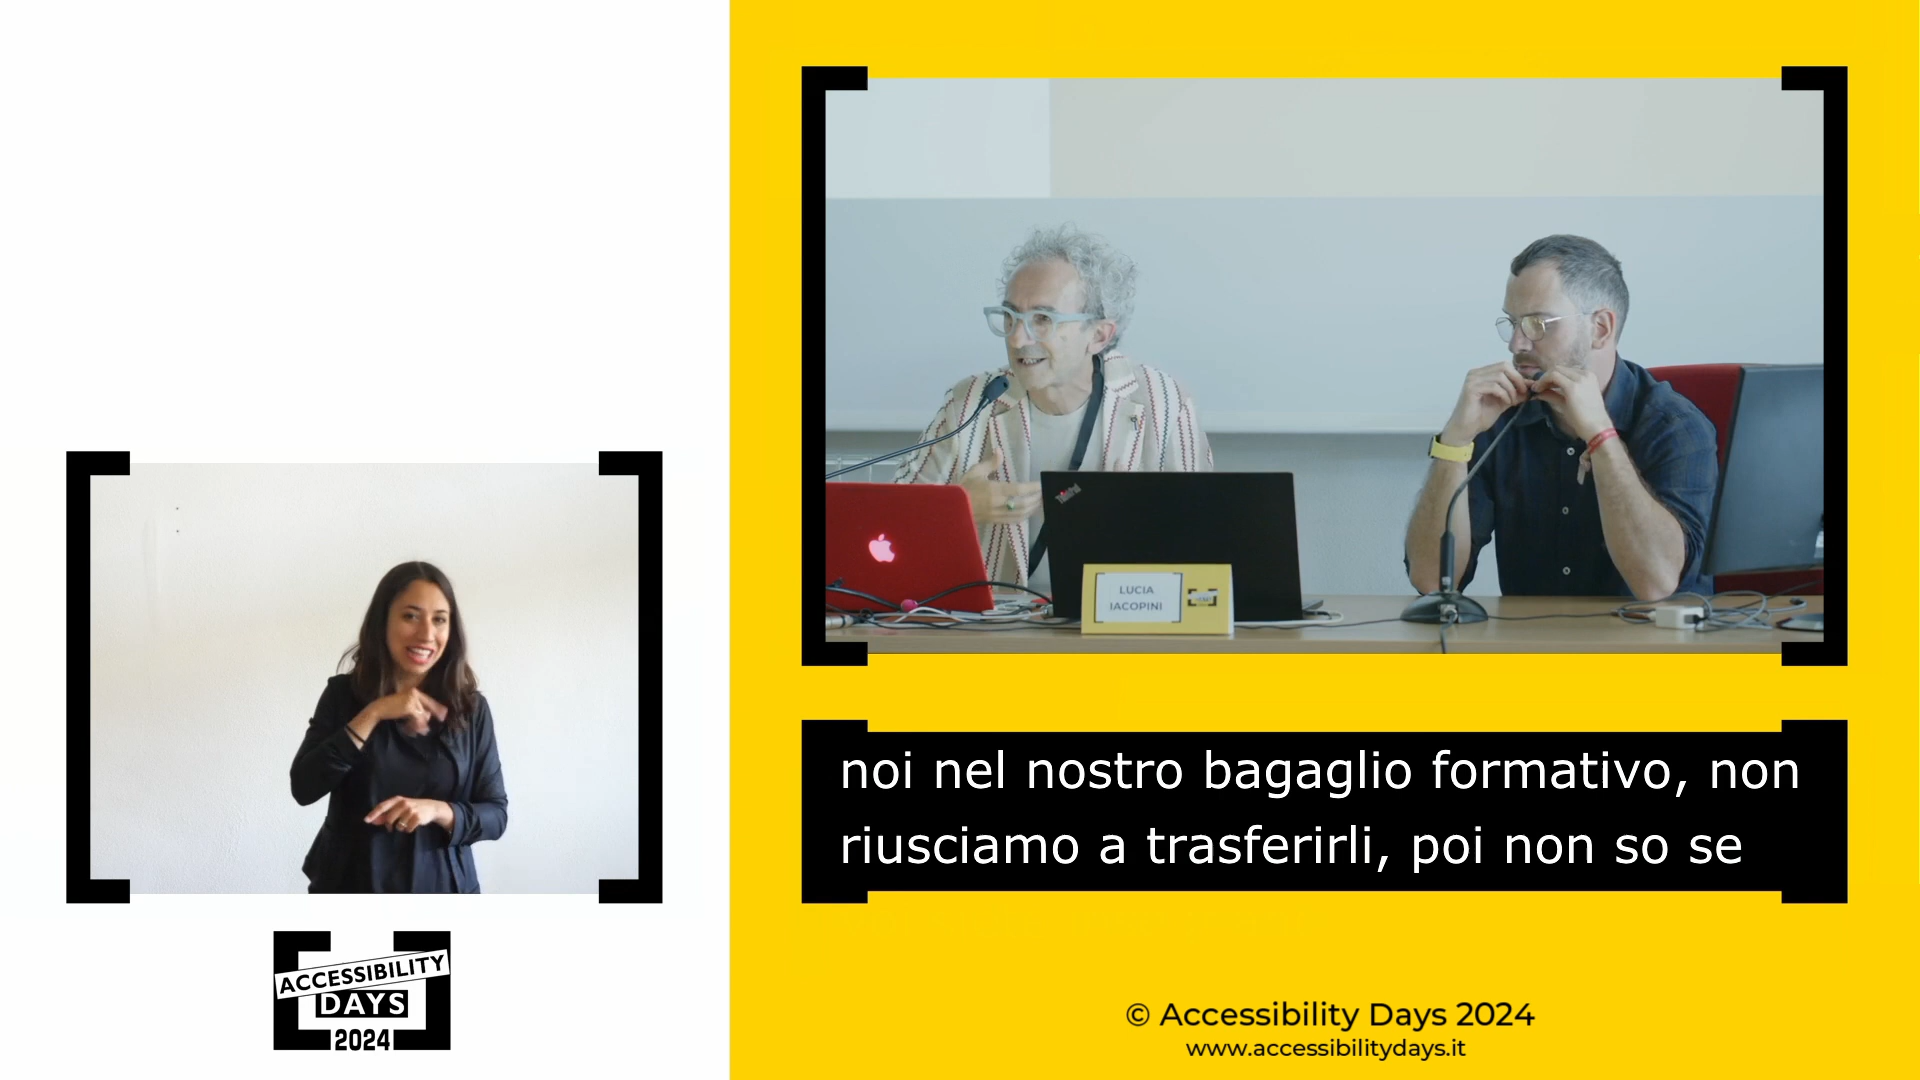 ThinkPad
LUCIA
IACOPINI
noi nel nostro bagaglio formativo, non
riusciamo a trasferirli, poi non so se
ACCESSIBILITY
DAYS
2024
© Accessibility Days 2024
www.accessibilitydays.it